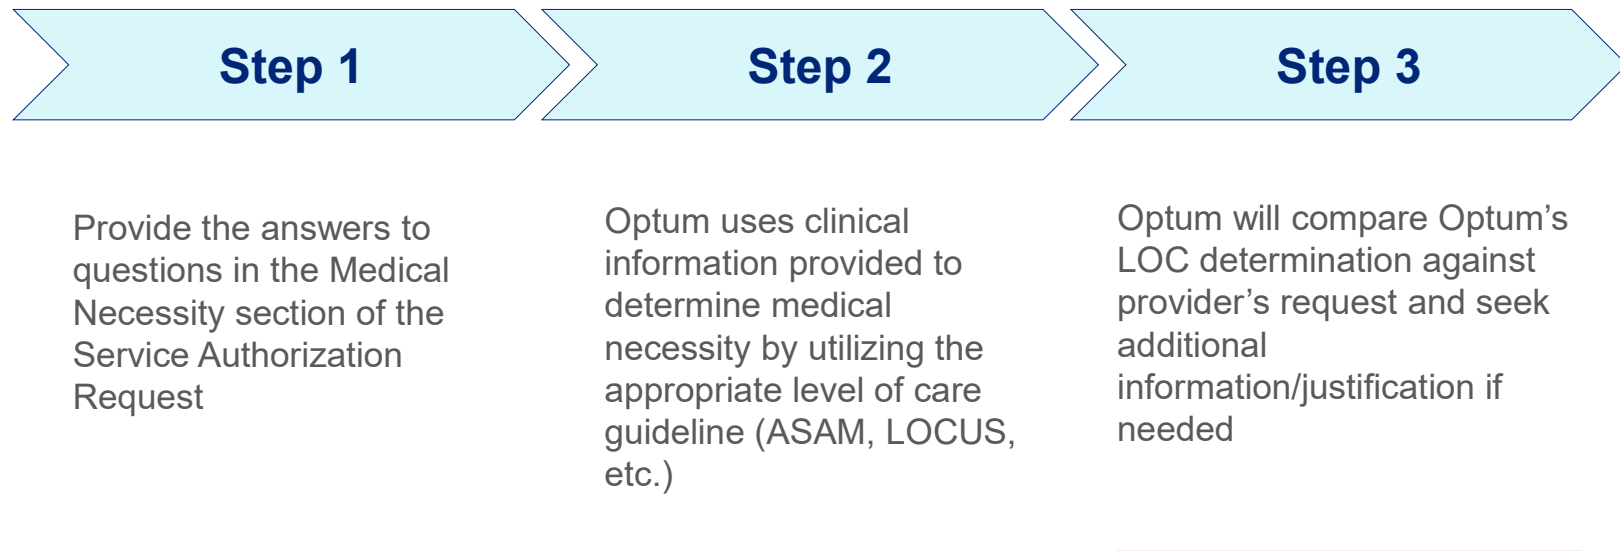 Step 1
Step 2
Step 3
Provide the answers to
questions in the Medical
Necessity section of the
Service Authorization
Request
Optum uses clinical
information provided to
determine medical
necessity by utilizing the
appropriate level of care
guideline (ASAM, LOCUS,
etc.)
Optum will compare Optum’s
LOC determination against
provider’s request and seek
additional
information/justification if
needed